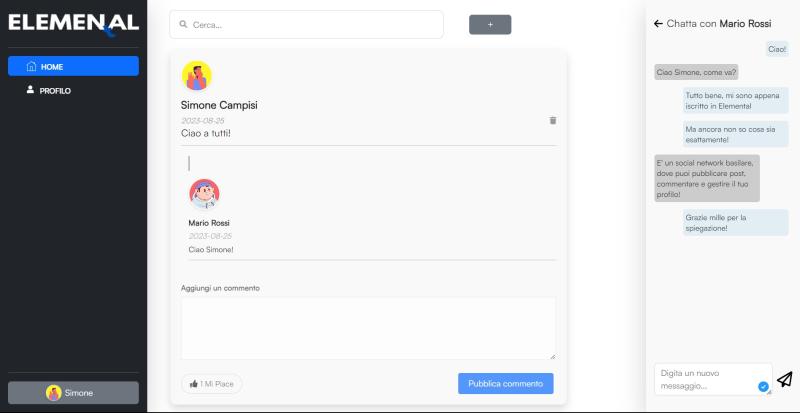 ELEMENTAL
HOME
PROFILO
Simone
Cerca...
+
Simone Campisi
2023-08-25
Ciao a tutti!
Mario Rossi
2023-08-25
Ciao Simone!
Aggiungi un commento
1 Mi Piace
Pubblica commento
Chatta con Mario Rossi
Ciao!
Ciao Simone, come va?
Tutto bene, mi sono appena
iscritto in Elemental
Ma ancora non so cosa sia
esattamente!
E' un social network basilare,
dove puoi pubblicare post,
commentare e gestire il tuo
profilo!
Grazie mille per la
spiegazione!
Digita un nuovo
messaggio...